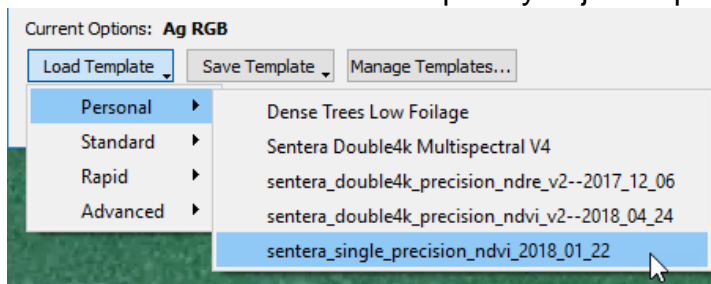 Current Options: Ag RGB
Load Template Save Template Manage Templates...
Personal
Standard
Rapid
Advanced
Dense Trees Low Foilage
Sentera Double4k Multispectral V4
sentera_double4k_precision_ndre_v2--2017_12_06
sentera_double4k_precision_ndvi_v2--2018_04_24
sentera_single_precision_ndvi_2018_01_22